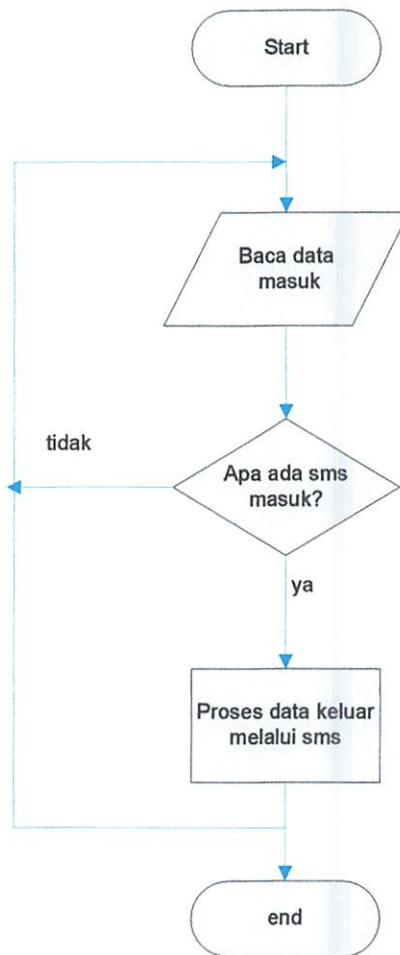 Start
Baca data
masuk
tidak
Apa ada sms
masuk?
ya
Proses data keluar
melalui sms
end